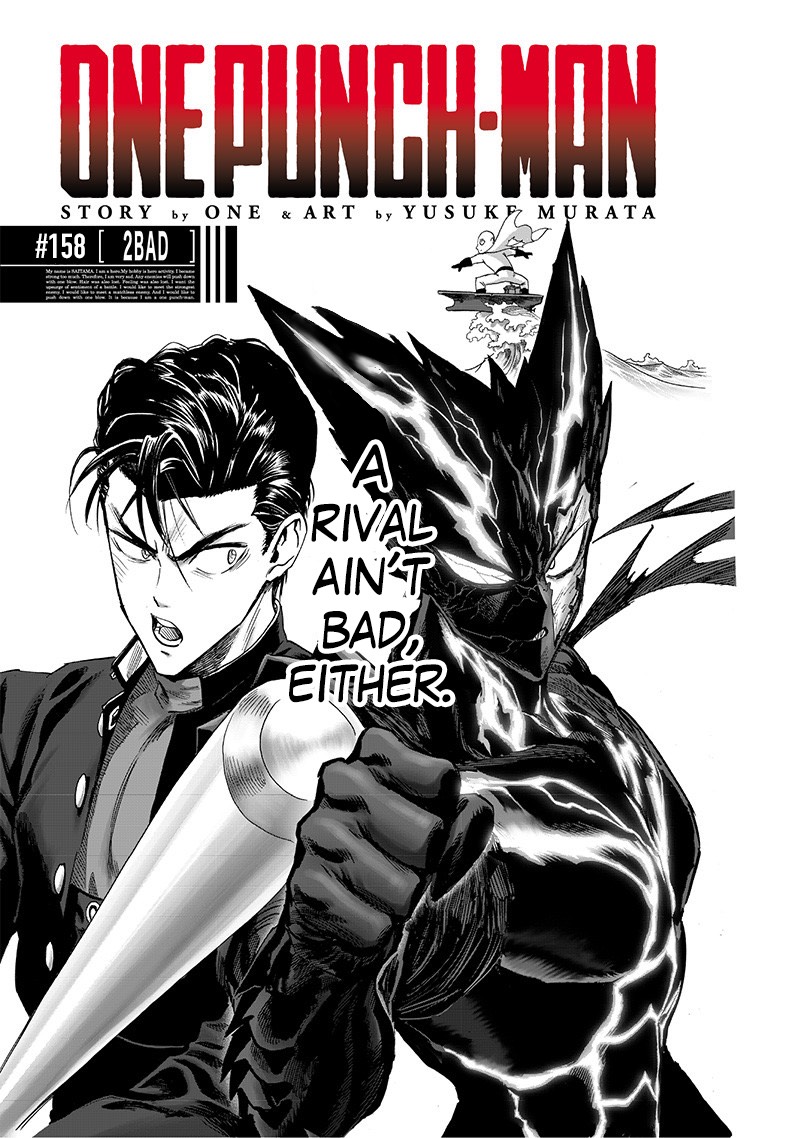 ONE PUNCH-MAN
STORY by ONE & ART by YUSUKE MURATA
#158 [ 2BAD ]
My name is SAITAMA. I am a hero.My hobby is hero activity. I became
strong too much. Therefore, I am very sad. Any enemies will push down
with one blow. Hair was also lost. Feeling was also lost. I want the
upsurge of sentiment of a battle. I would like to meet the strongest
enemy. I would like to meet a matchless enemy. And I would like to
push down with one blow. It is because I am a one punch-man.
A
RIVAL
AIN'T
BAD,
EITHER.